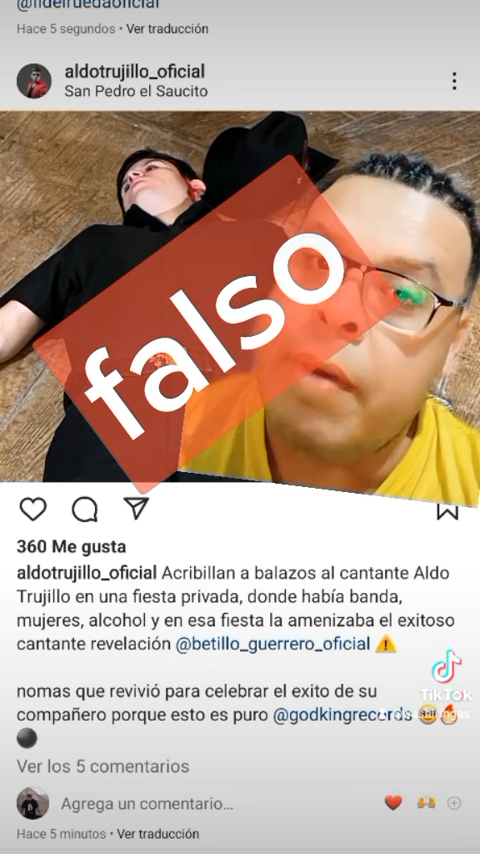 @fidelruedaoficial
Hace 5 segundos • Ver traducción
aldotrujillo_oficial
San Pedro el Saucito
falso
360 Me gusta
aldotrujillo_oficial Acribillan a balazos al cantante Aldo
Trujillo en una fiesta privada, donde había banda,
mujeres, alcohol y en esa fiesta la amenizaba el exitoso
cantante revelación @betillo_guerrero_oficial ⚠️
TikTok
nomas que revivió para celebrar el exito de su
compañero porque esto es puro @godkingrecords 🤩🔥
Ver los 5 comentarios
Agrega un comentario...
Hace 5 minutos • Ver traducción